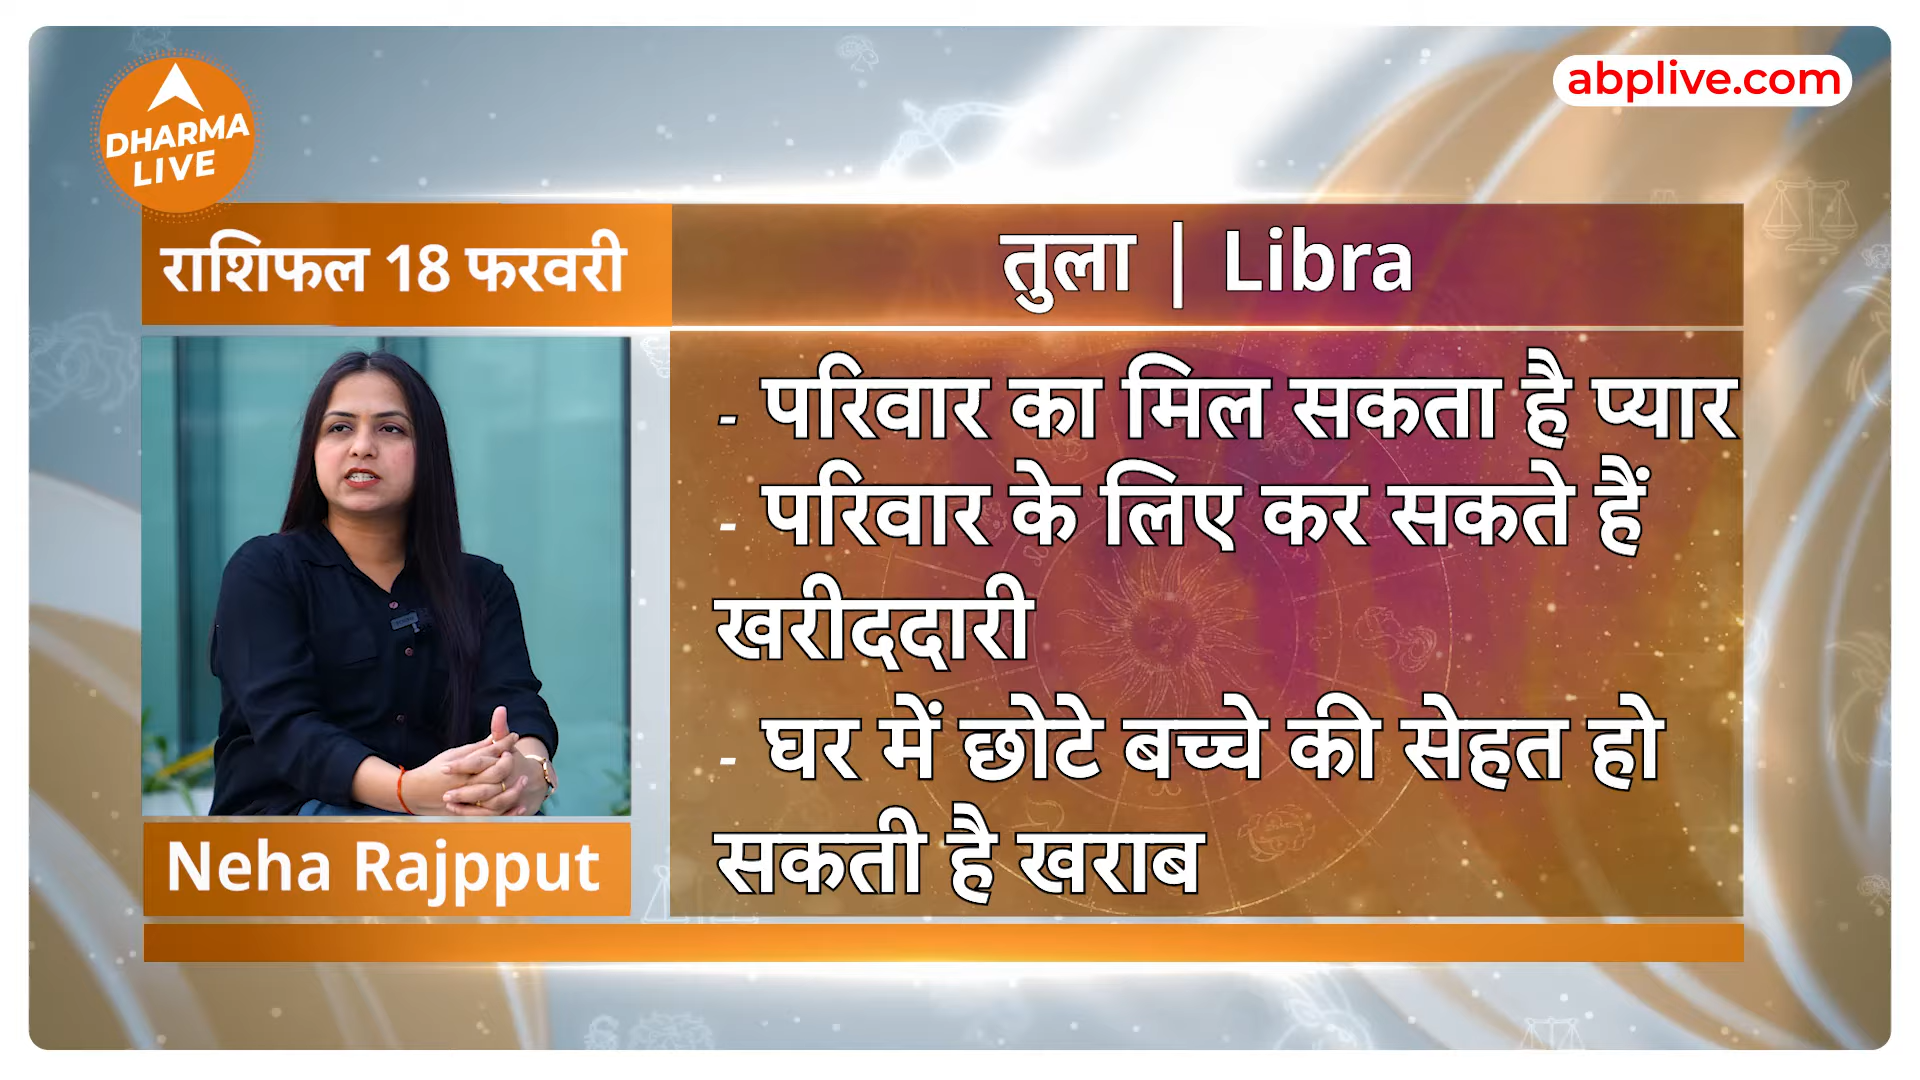 DHARMA
LIVE
abplive.com
राशिफल 18 फरवरी
तुला | Libra
- परिवार का मिल सकता है प्यार
- परिवार के लिए कर सकते हैं
खरीददारी
- घर में छोटे बच्चे की सेहत हो
सकती है खराब
Neha Rajpput